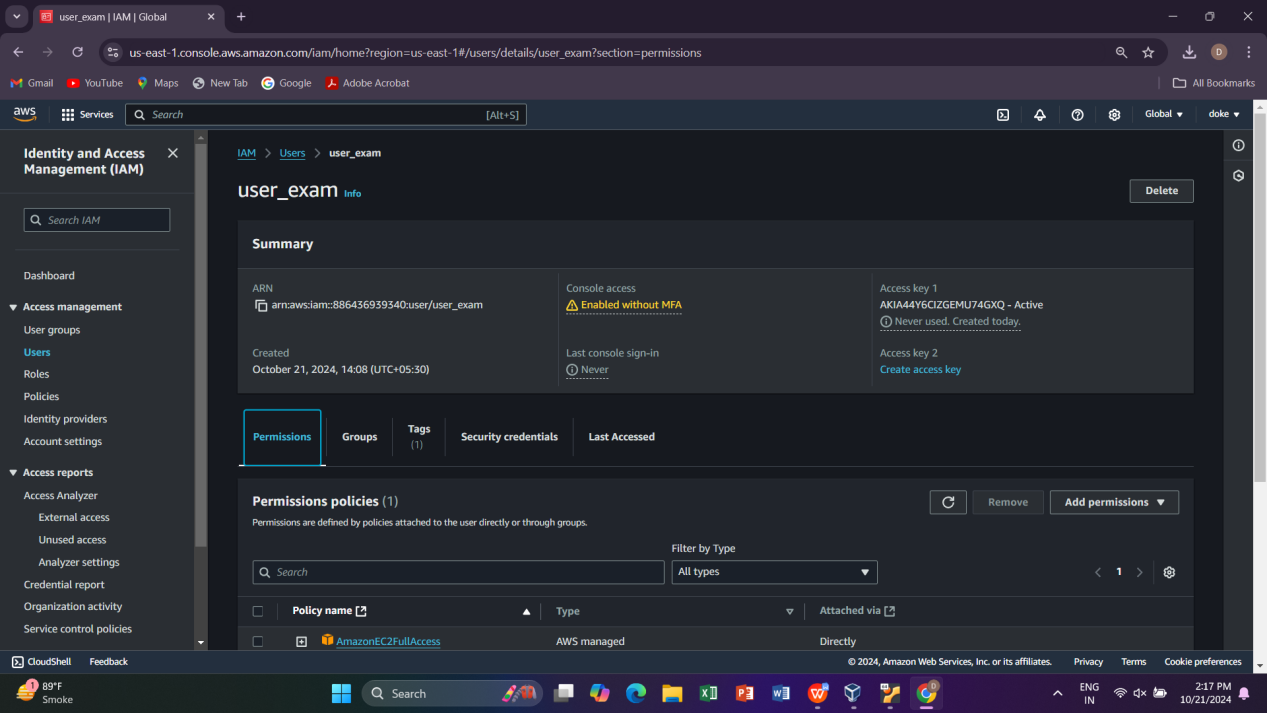 user_exam | IAM | Global
us-east-1.console.aws.amazon.com/iam/home?region=us-east-1#/users/details/user_exam?section=permissions
D
Gmail YouTube Maps New Tab Google Adobe Acrobat All Bookmarks
aws Services Search [Alt+S] Global doke
Identity and Access Management (IAM)
Search IAM
Dashboard
Access management
User groups
Users
Roles
Policies
Identity providers
Account settings
Access reports
Access Analyzer
External access
Unused access
Analyzer settings
Credential report
Organization activity
Service control policies
IAM > Users > user_exam
user_exam Info
Delete
Summary
ARN
arn:aws:iam::886436939340:user/user_exam
Console access
Enabled without MFA
Access key 1
AKIA44Y6CIZGEMU74GXQ - Active
Never used. Created today.
Created
October 21, 2024, 14:08 (UTC+05:30)
Last console sign-in
Never
Access key 2
Create access key
Permissions Groups Tags (1) Security credentials Last Accessed
Permissions policies (1)
Permissions are defined by policies attached to the user directly or through groups.
Remove
Add permissions
Filter by Type
Search
All types
1
Policy name Type Attached via
AmazonEC2FullAccess AWS managed Directly
CloudShell Feedback © 2024, Amazon Web Services, Inc. or its affiliates. Privacy Terms Cookie preferences
1
89°F
Smoke
Search
D
ENG
IN
2:17 PM
10/21/2024